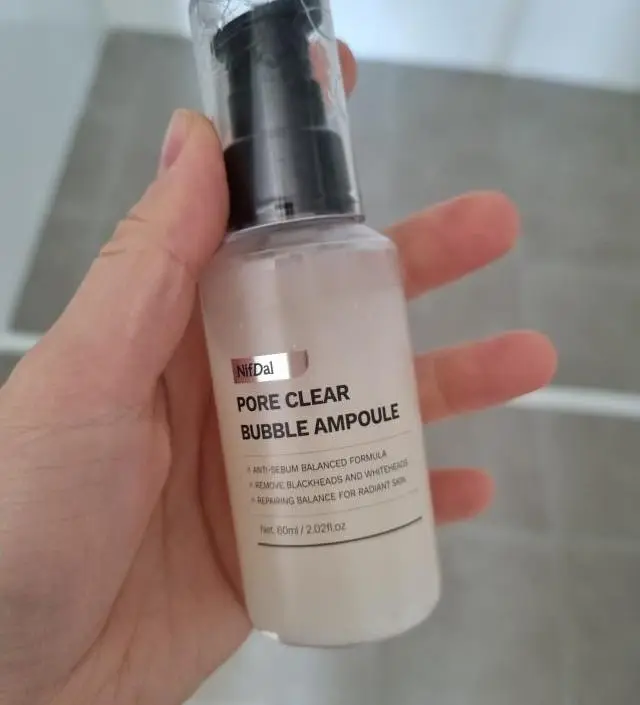 NifDal
PORE CLEAR
BUBBLE AMPOULE
ANTI-SEBUM BALANCED FORMULA
REMOVE BLACKHEADS AND WHITEHEADS
REPAIRING BALANCE FOR RADIANT SKIN
Net. 60ml / 2.02fl.oz